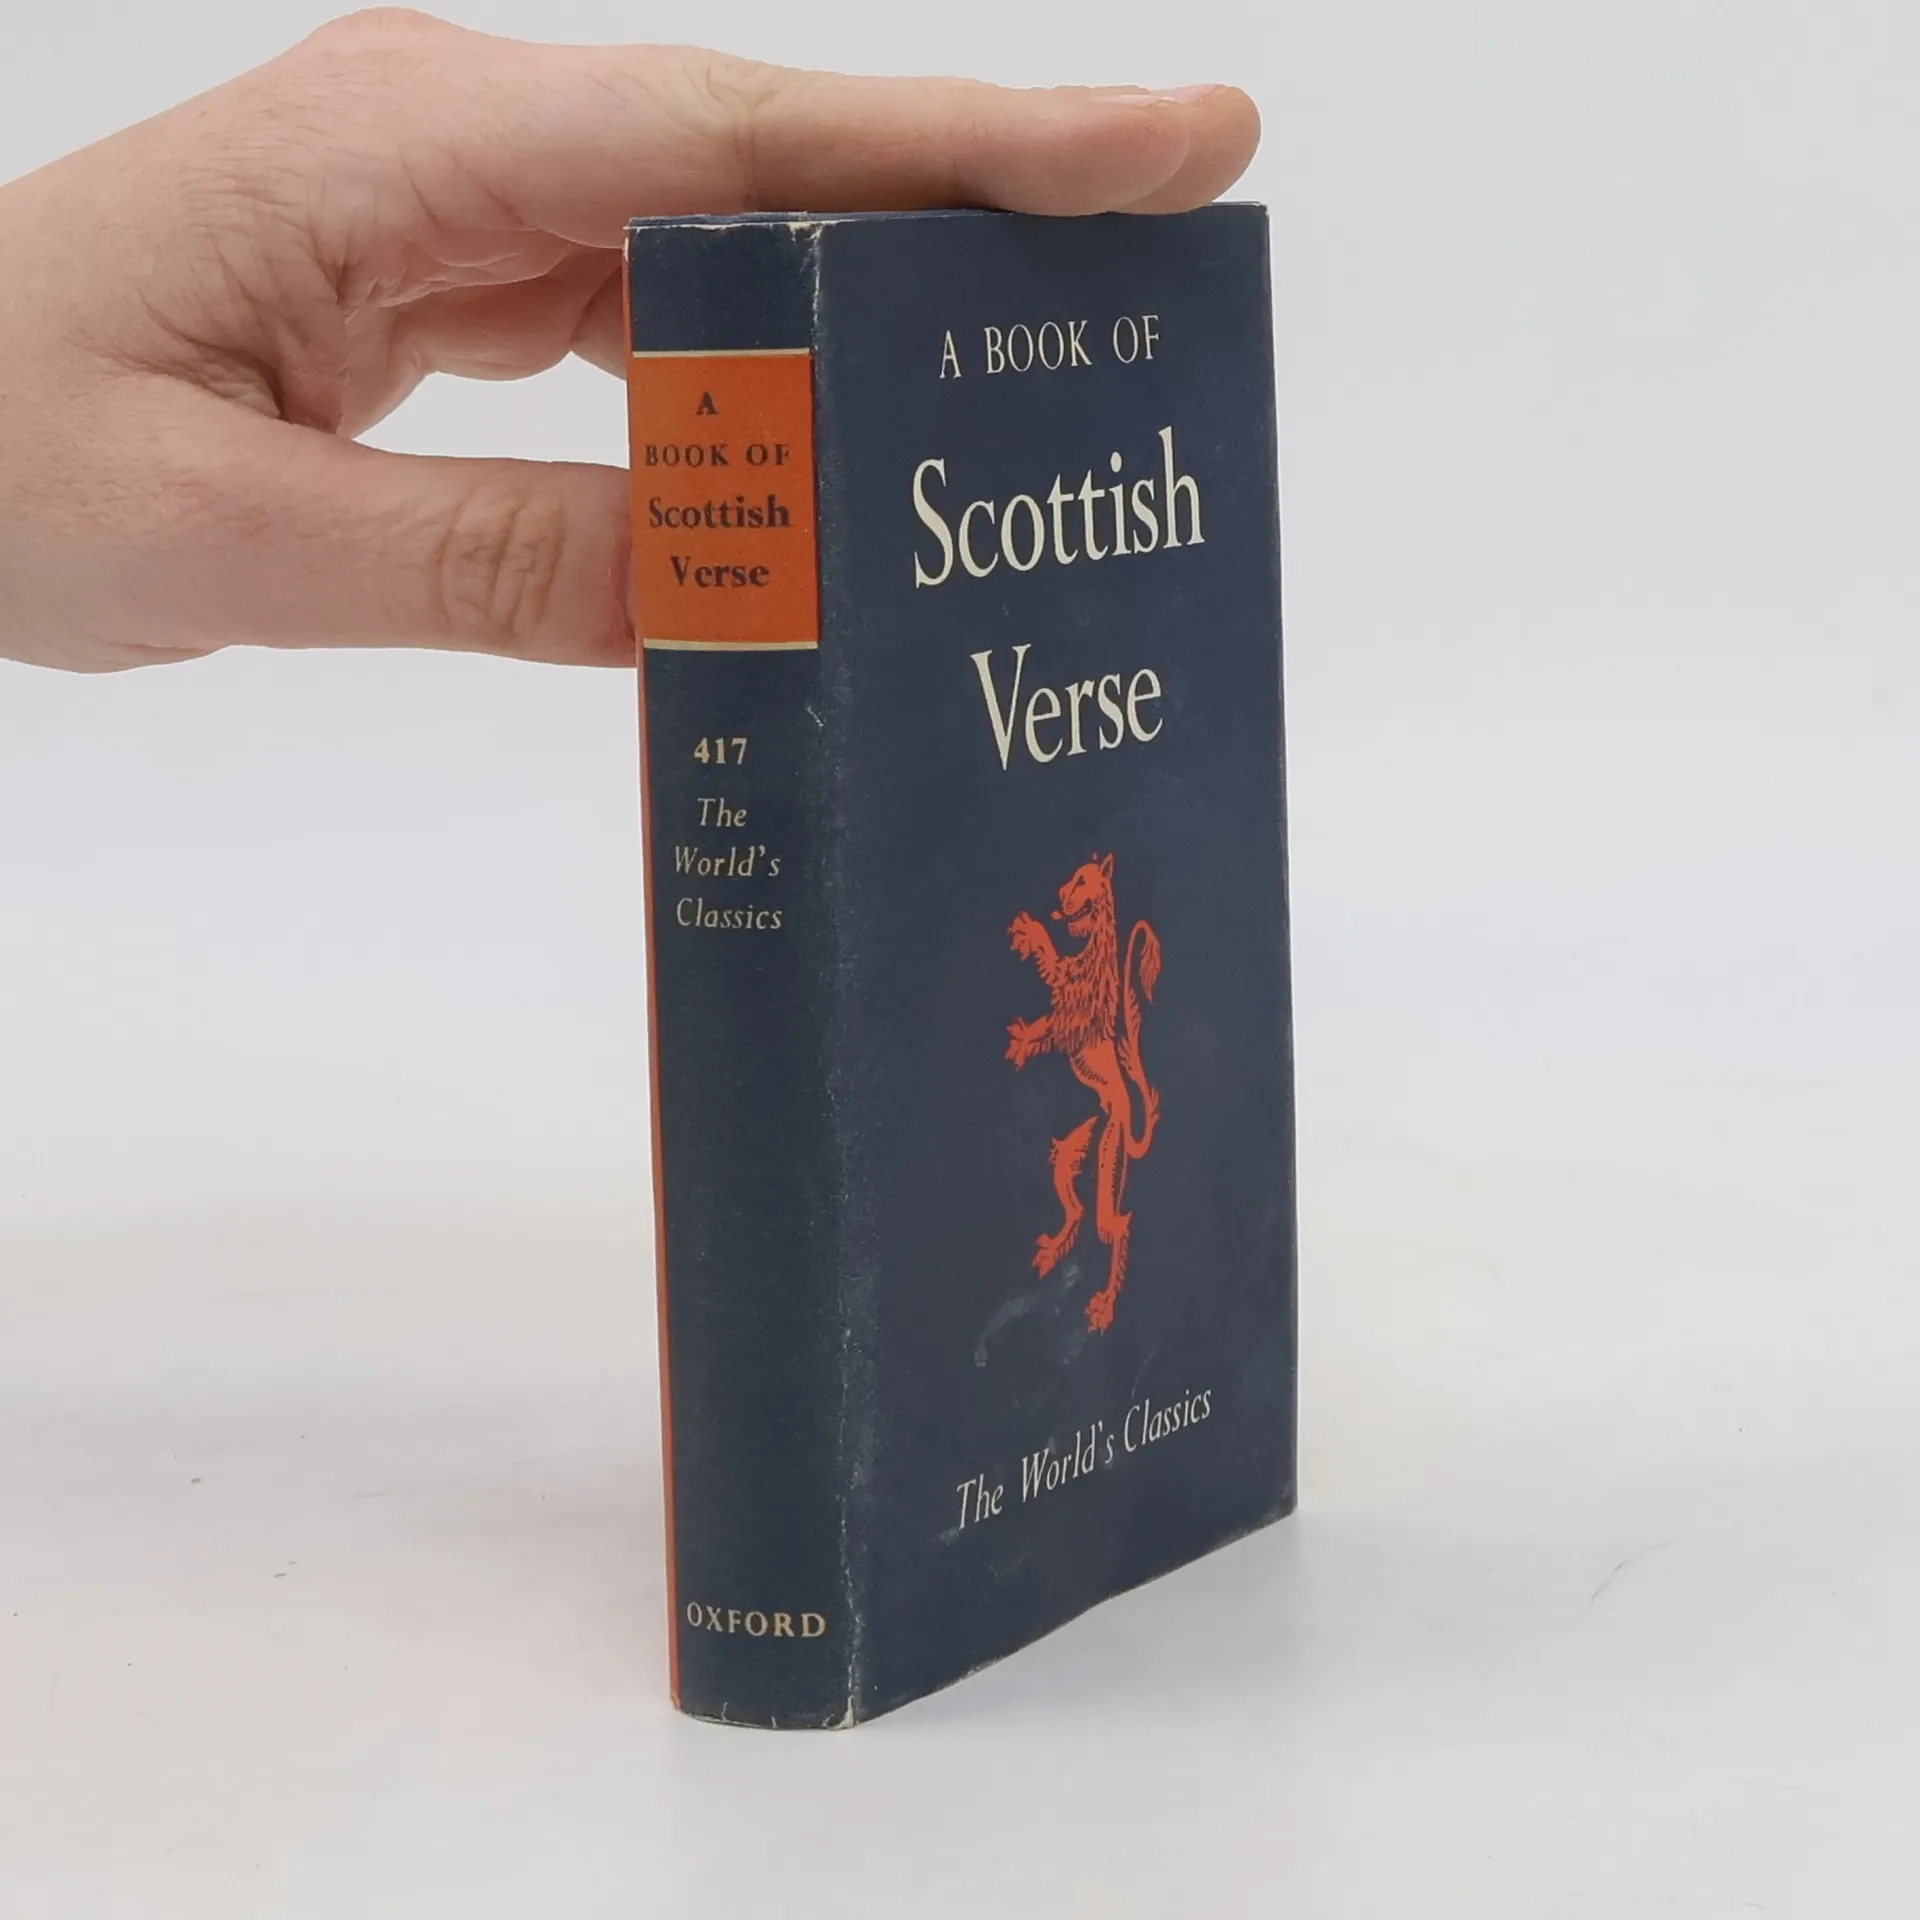 A
BOOK OF
Scottish
Verse
417
The
World's
Classics
OXFORD
A BOOK OF
Scottish
Verse
The World's Classics